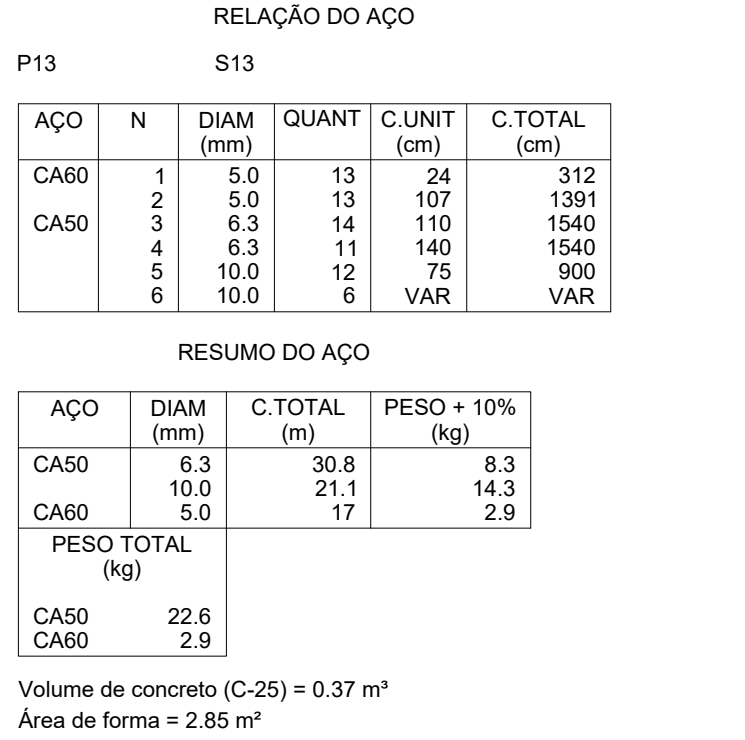 RELAÇÃO DO AÇO
P13 S13
AÇO N DIAM QUANT C.UNIT C.TOTAL
(mm) (cm) (cm)
CA60 1 5.0 13 24 312
2 5.0 13 107 1391
CA50 3 6.3 14 110 1540
4 6.3 11 140 1540
5 10.0 12 75 900
6 10.0 6 VAR VAR
RESUMO DO AÇO
AÇO DIAM C.TOTAL PESO + 10%
(mm) (m) (kg)
CA50 6.3 30.8 8.3
10.0 21.1 14.3
CA60 5.0 17 2.9
PESO TOTAL
(kg)
CA50 22.6
CA60 2.9
Volume de concreto (C-25) = 0.37 m³
Área de forma = 2.85 m²